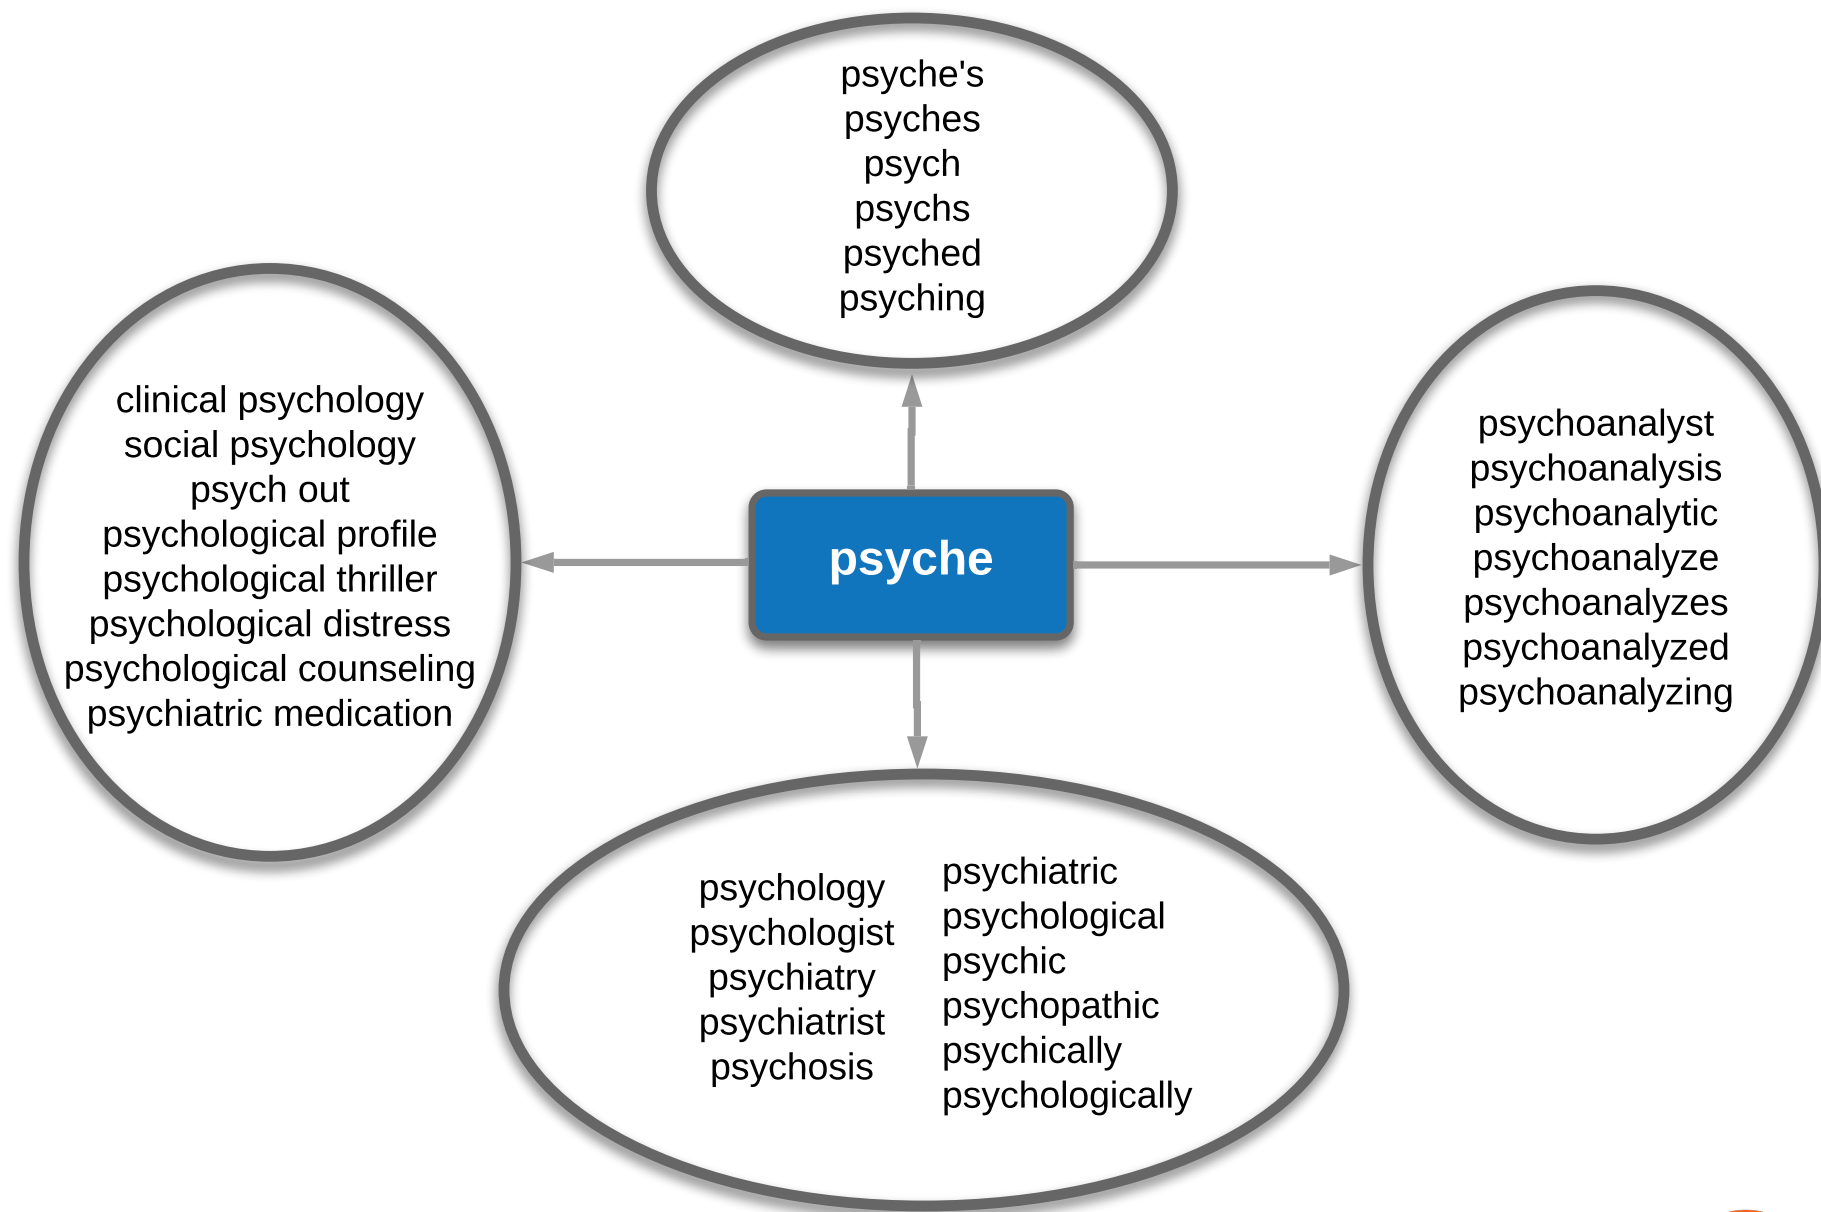 psyche's
psyches
psych
psychs
psyched
psyching
clinical psychology
social psychology
psych out
psychological profile
psychological thriller
psychological distress
psychological counseling
psychiatric medication
psyche
psychoanalyst
psychoanalysis
psychoanalytic
psychoanalyze
psychoanalyzes
psychoanalyzed
psychoanalyzing
psychology
psychologist
psychiatry
psychiatrist
psychosis
psychiatric
psychological
psychic
psychopathic
psychically
psychologically